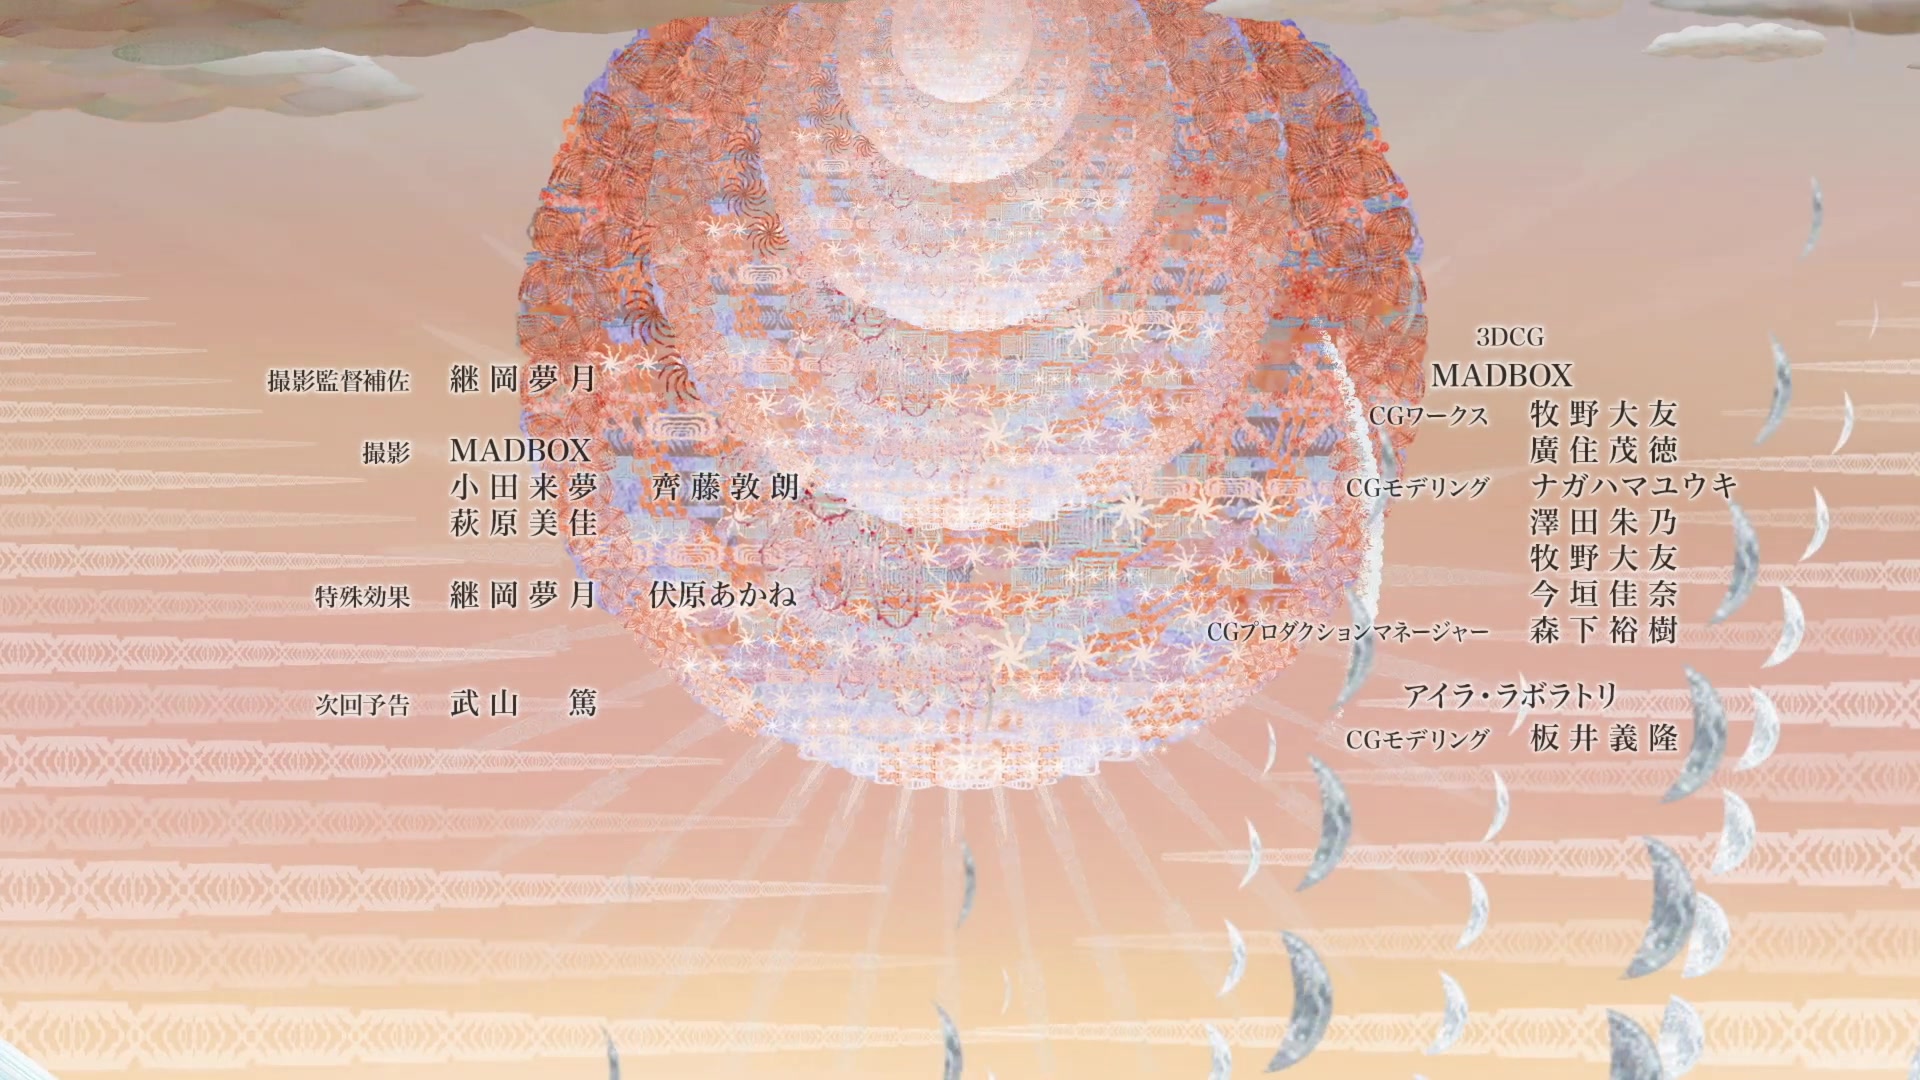 撮影監督補佐 継岡夢月
撮影 MADBOX
小田来夢 齊藤敦朗
萩原美佳
特殊効果 継岡夢月 伏原あかね
次回予告 武山 篤
3DCG
MADBOX
CGワークス 牧野大友
廣住茂徳
CGモデリング ナガハマユウキ
澤田朱乃
牧野大友
今垣佳奈
CGプロダクションマネージャー 森下裕樹
アイラ・ラボラトリ
CGモデリング 板井義隆